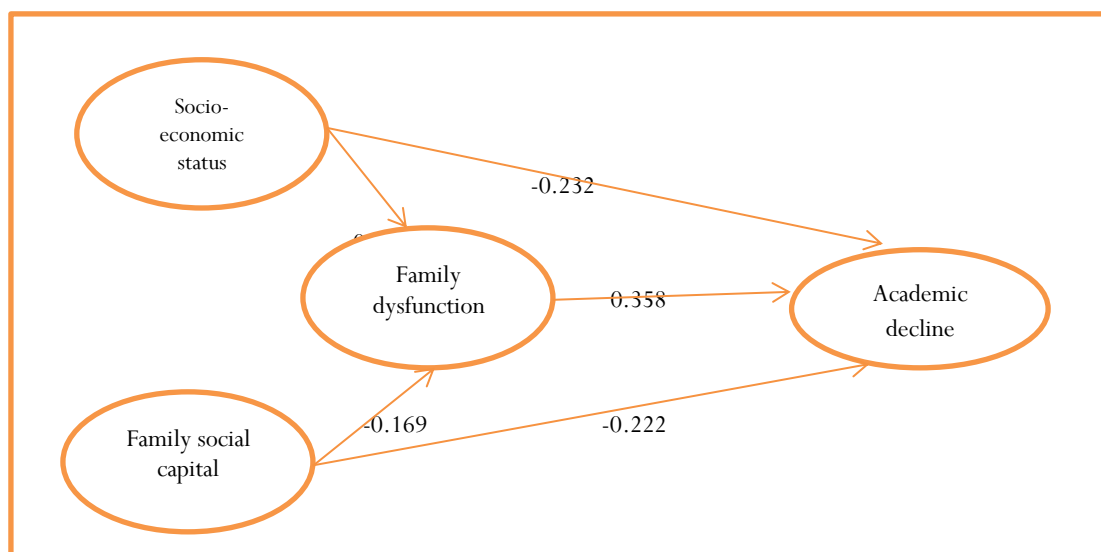 Socio-
economic
status
-0.232
Family
dysfunction
0.358
Academic
decline
-0.169
-0.222
Family social
capital